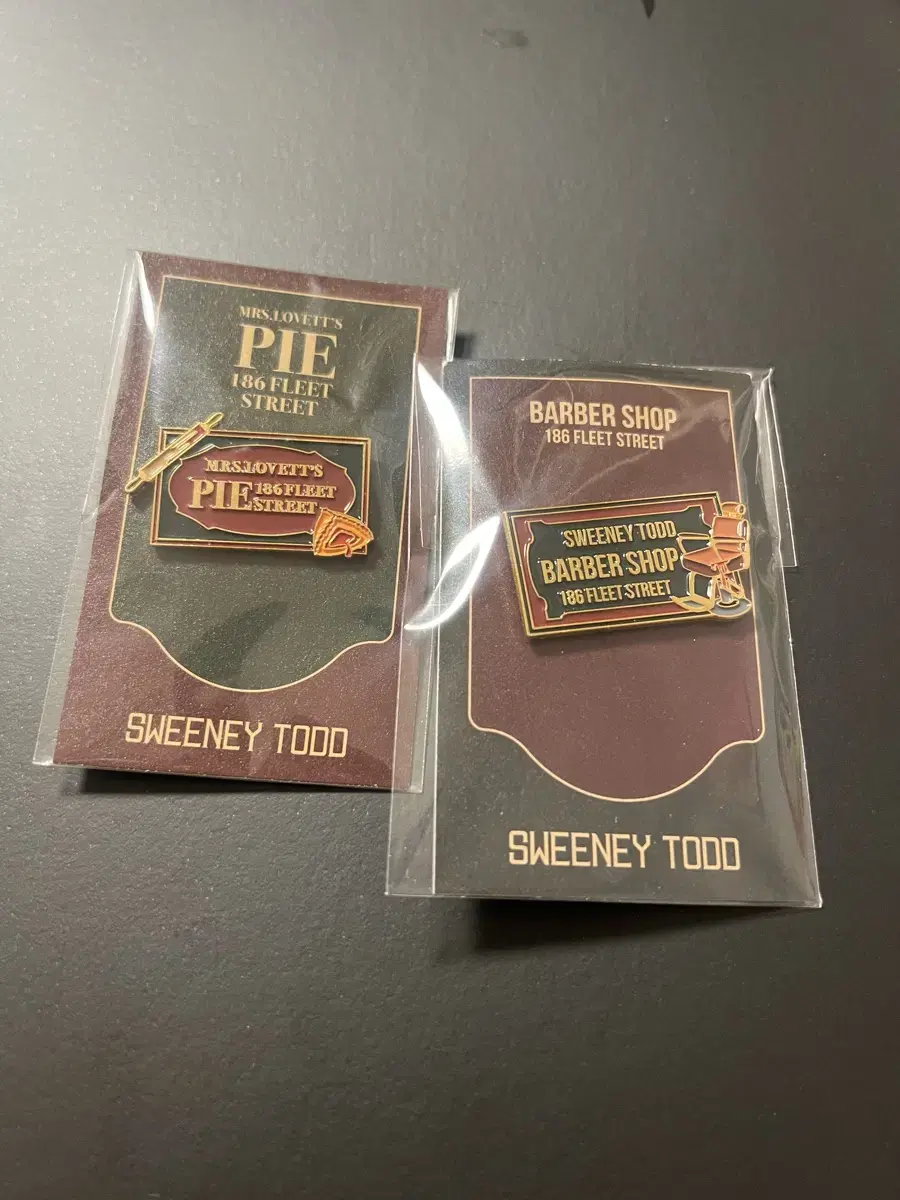 MRS.LOVETT'S
PIE
186 FLEET
STREET
MRS.LOVETT'S
PIE 186 FLEET
STREET
SWEENEY TODD
BARBER SHOP
186 FLEET STREET
SWEENEY TODD
BARBER SHOP
186 FLEET STREET
SWEENEY TODD